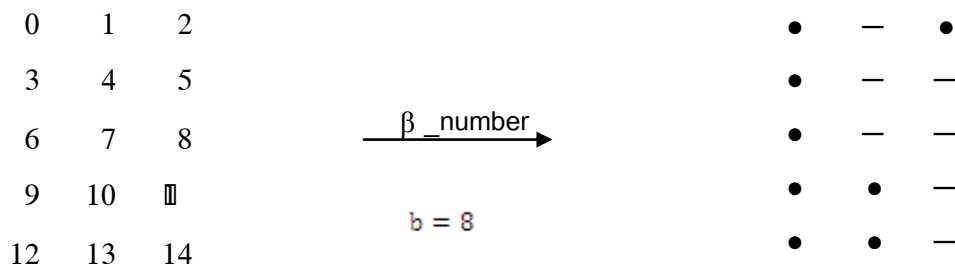 0 1 2 • – •
3 4 5 • – –
β _number
6 7 8 • – –
9 10 • • –
b = 8
12 13 14 • • –